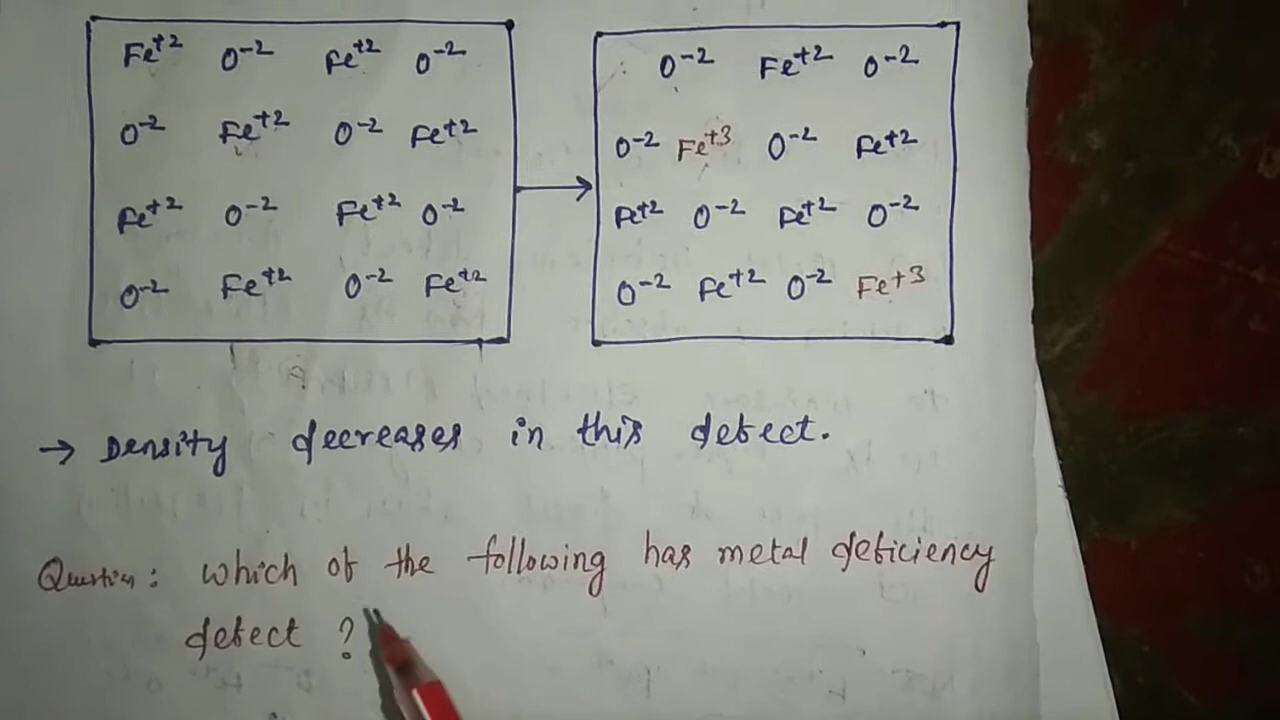 Fe+2 O-2 Fe+2 O-2
O-2 Fe+2 O-2 Fe+2
Fe+2 O-2 Fe+2 O-2
O-2 Fe+2 O-2 Fe+2
O-2 Fe+2 O-2
O-2 Fe+3 O-2 Fe+2
Fe+2 O-2 Fe+2 O-2
O-2 Fe+2 O-2 Fe+3
→ Density decreases in this defect.
Question: which of the following has metal deficiency
defect ?